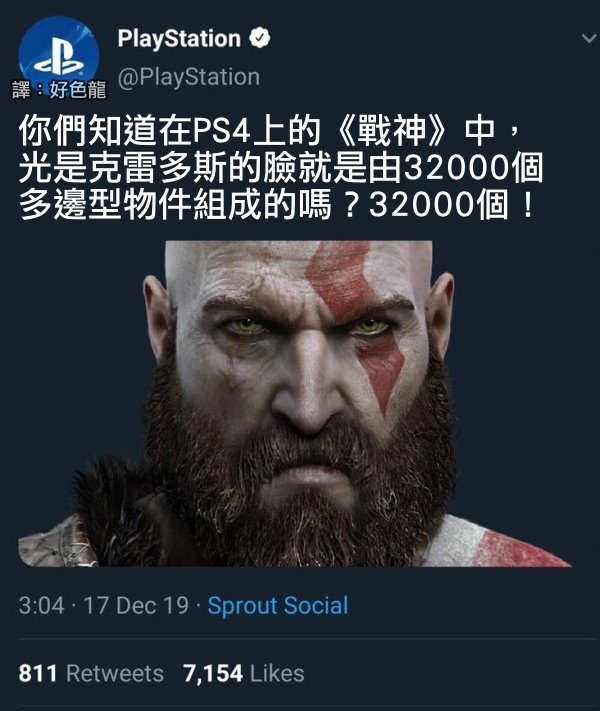 PlayStation
@PlayStation
譯：好色龍
你們知道在PS4上的《戰神》中，
光是克雷多斯的臉就是由32000個
多邊型物件組成的嗎？32000個！
3:04 · 17 Dec 19 · Sprout Social
811 Retweets 7,154 Likes